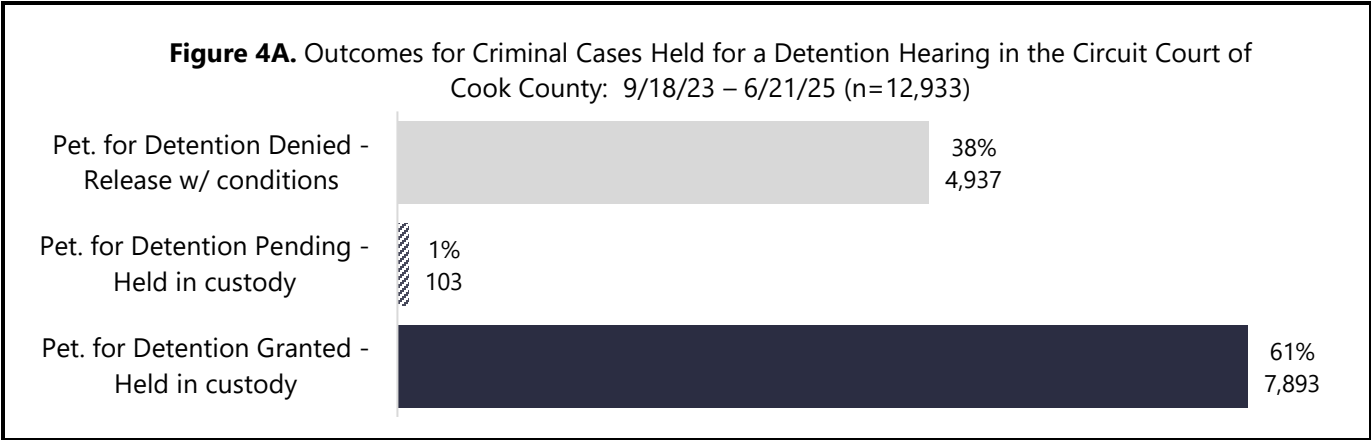 Figure 4A. Outcomes for Criminal Cases Held for a Detention Hearing in the Circuit Court of
Cook County:  9/18/23 – 6/21/25 (n=12,933)
Pet. for Detention Denied -
Release w/ conditions
38%
4,937
Pet. for Detention Pending -
Held in custody
1%
103
Pet. for Detention Granted -
Held in custody
61%
7,893